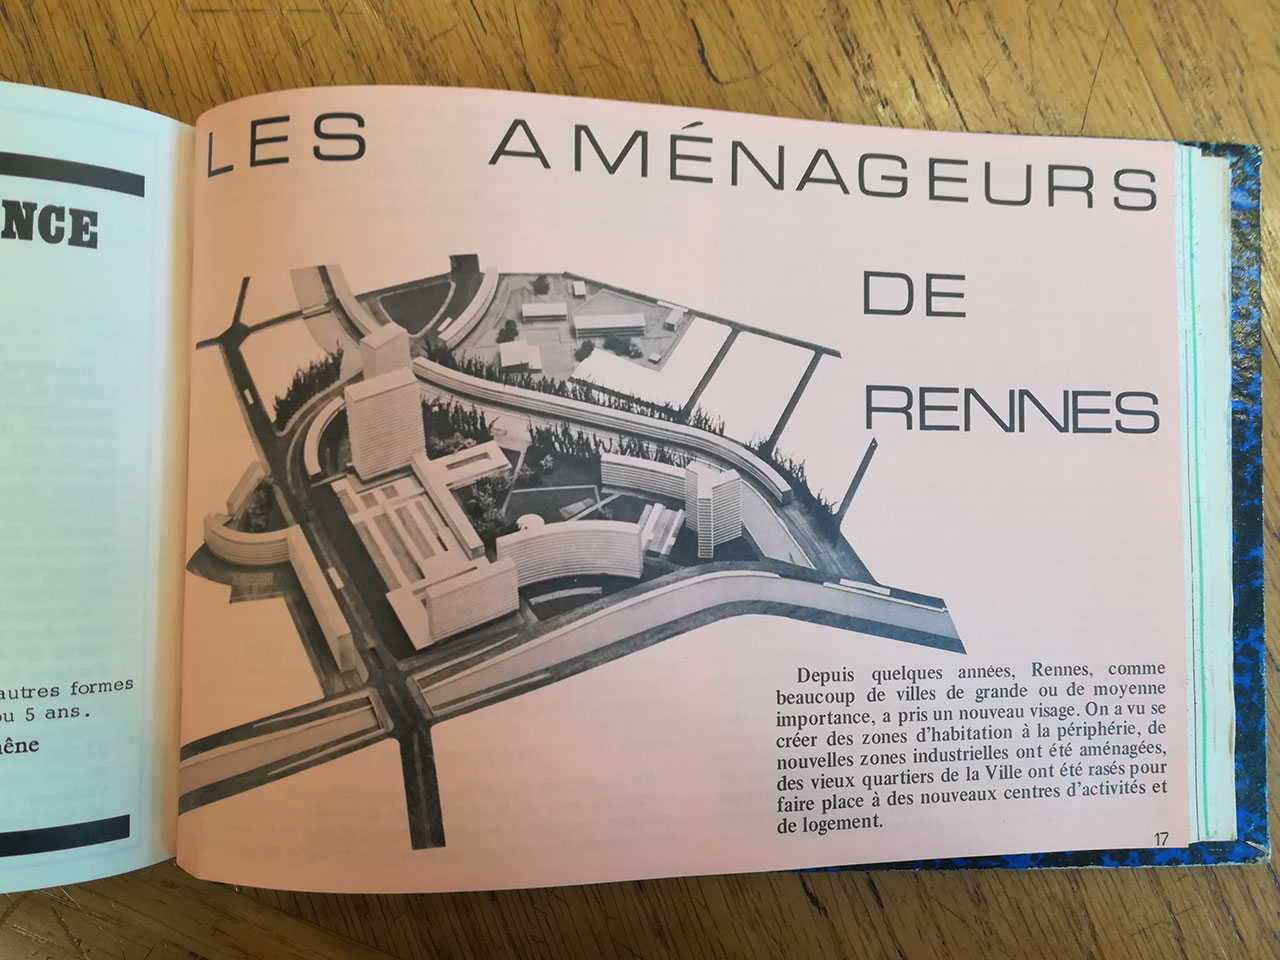 NCE
autres formes
ou 5 ans.
LES AMÉNAGEURS
DE
RENNES
Depuis quelques années, Rennes, comme
beaucoup de villes de grande ou de moyenne
importance, a pris un nouveau visage. On a vu se
créer des zones d'habitation à la périphérie, de
nouvelles zones industrielles ont été aménagées,
des vieux quartiers de la Ville ont été rasés pour
faire place à des nouveaux centres d'activités et
de logement.
17